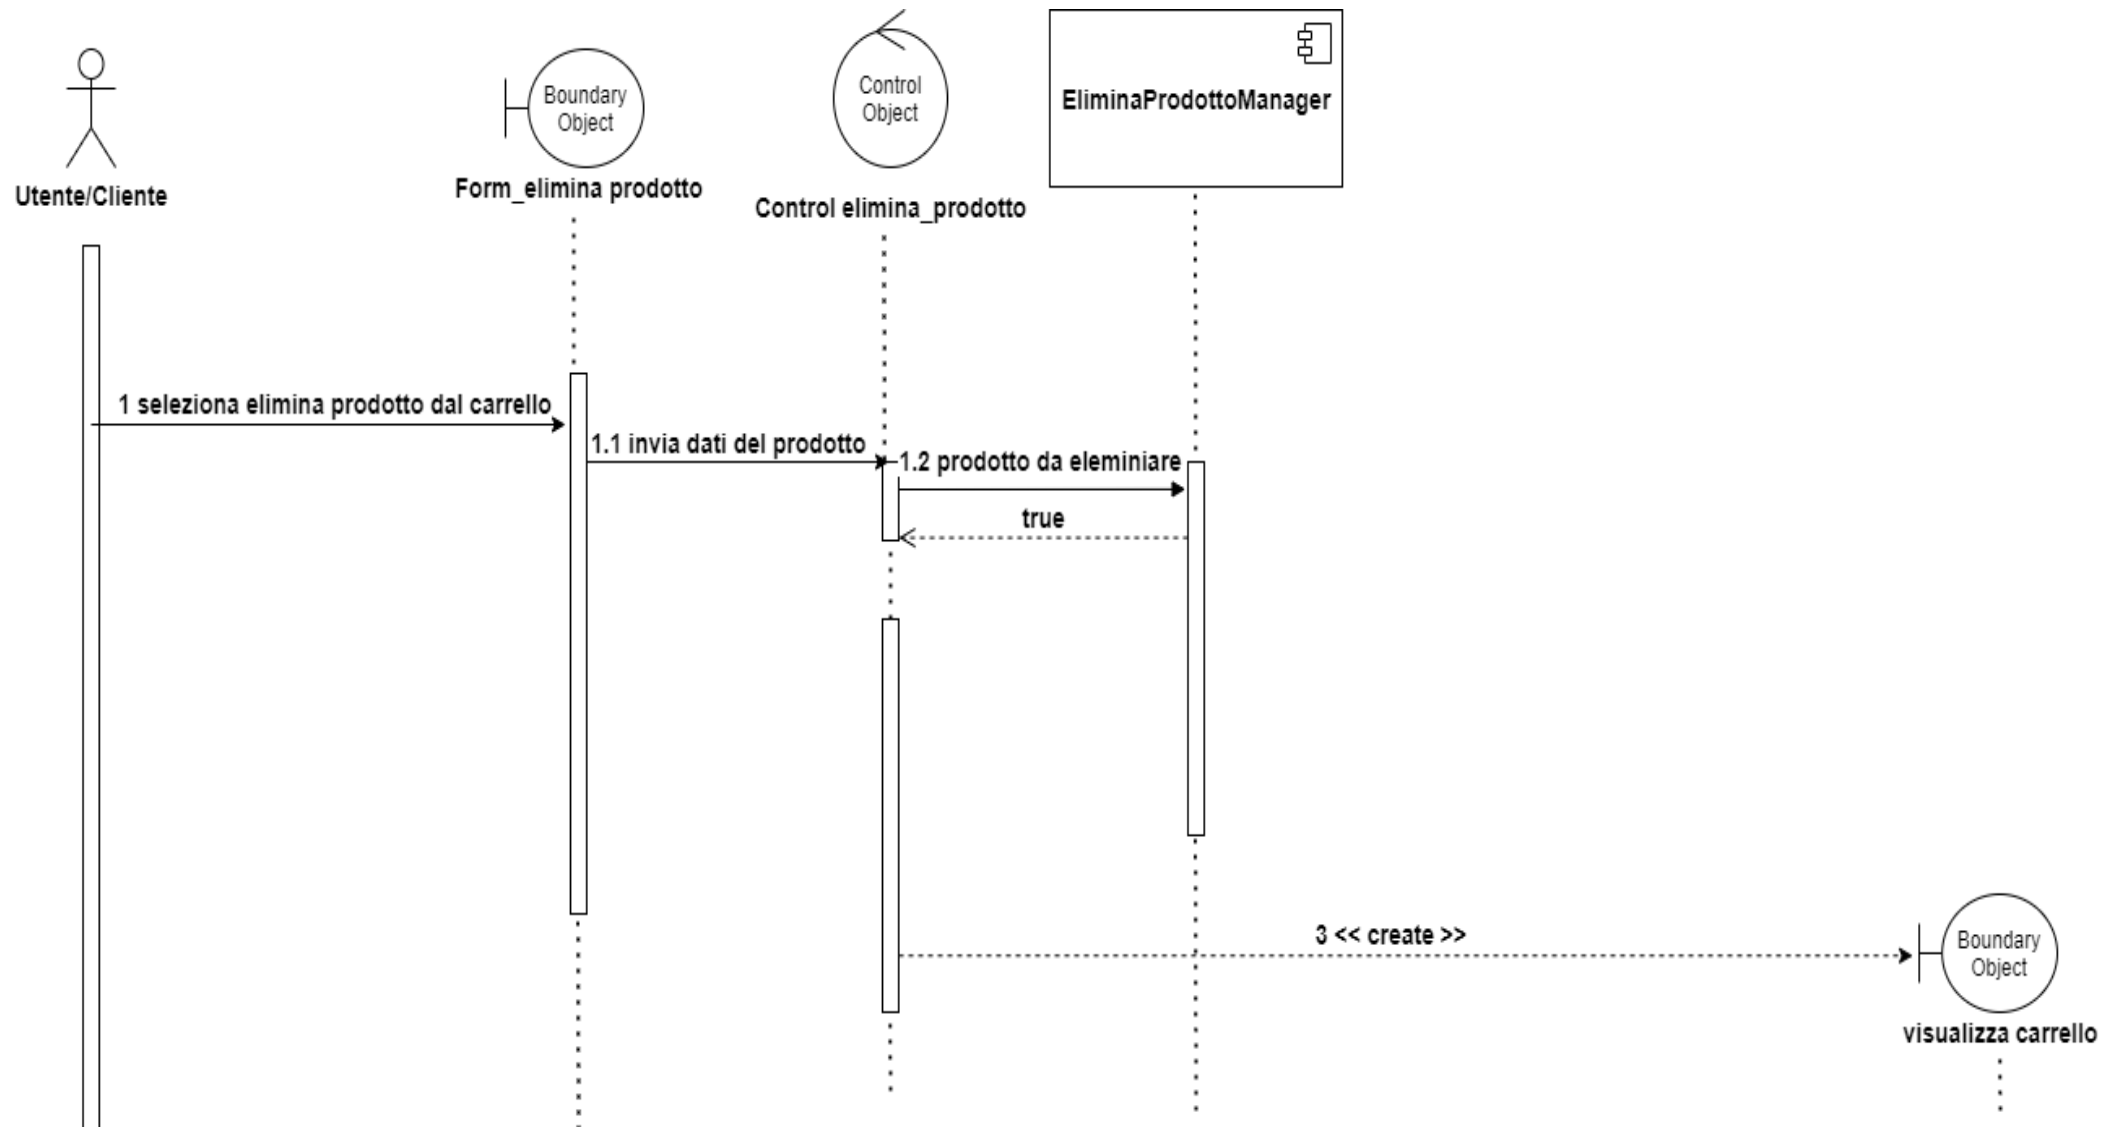 Boundary
Object
Control
Object
EliminaProdottoManager
Utente/Cliente
Form_elimina prodotto
Control elimina_prodotto
1 seleziona elimina prodotto dal carrello
1.1 invia dati del prodotto
1.2 prodotto da eleminiare
true
3 << create >>
Boundary
Object
visualizza carrello